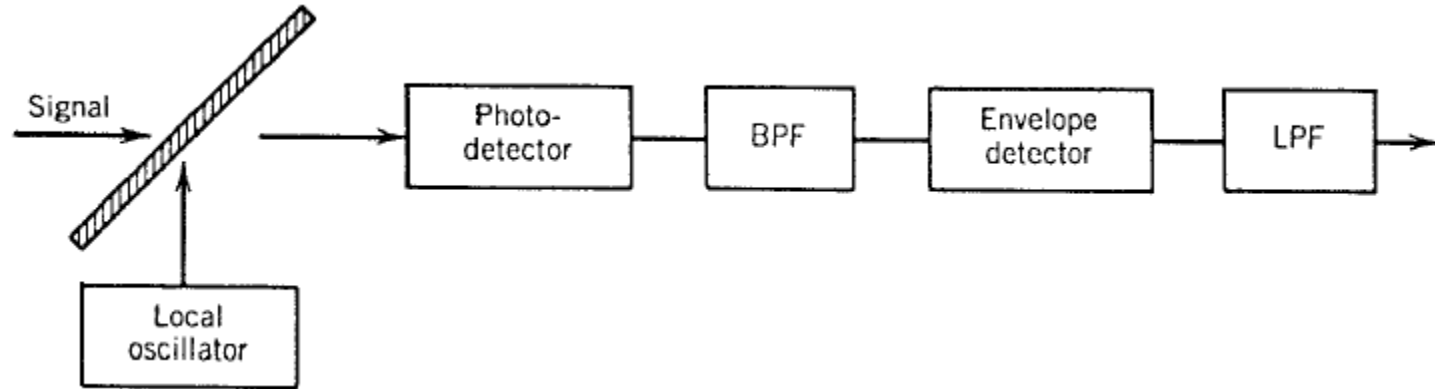 Signal
Photo-
detector
BPF
Envelope
detector
LPF
Local
oscillator